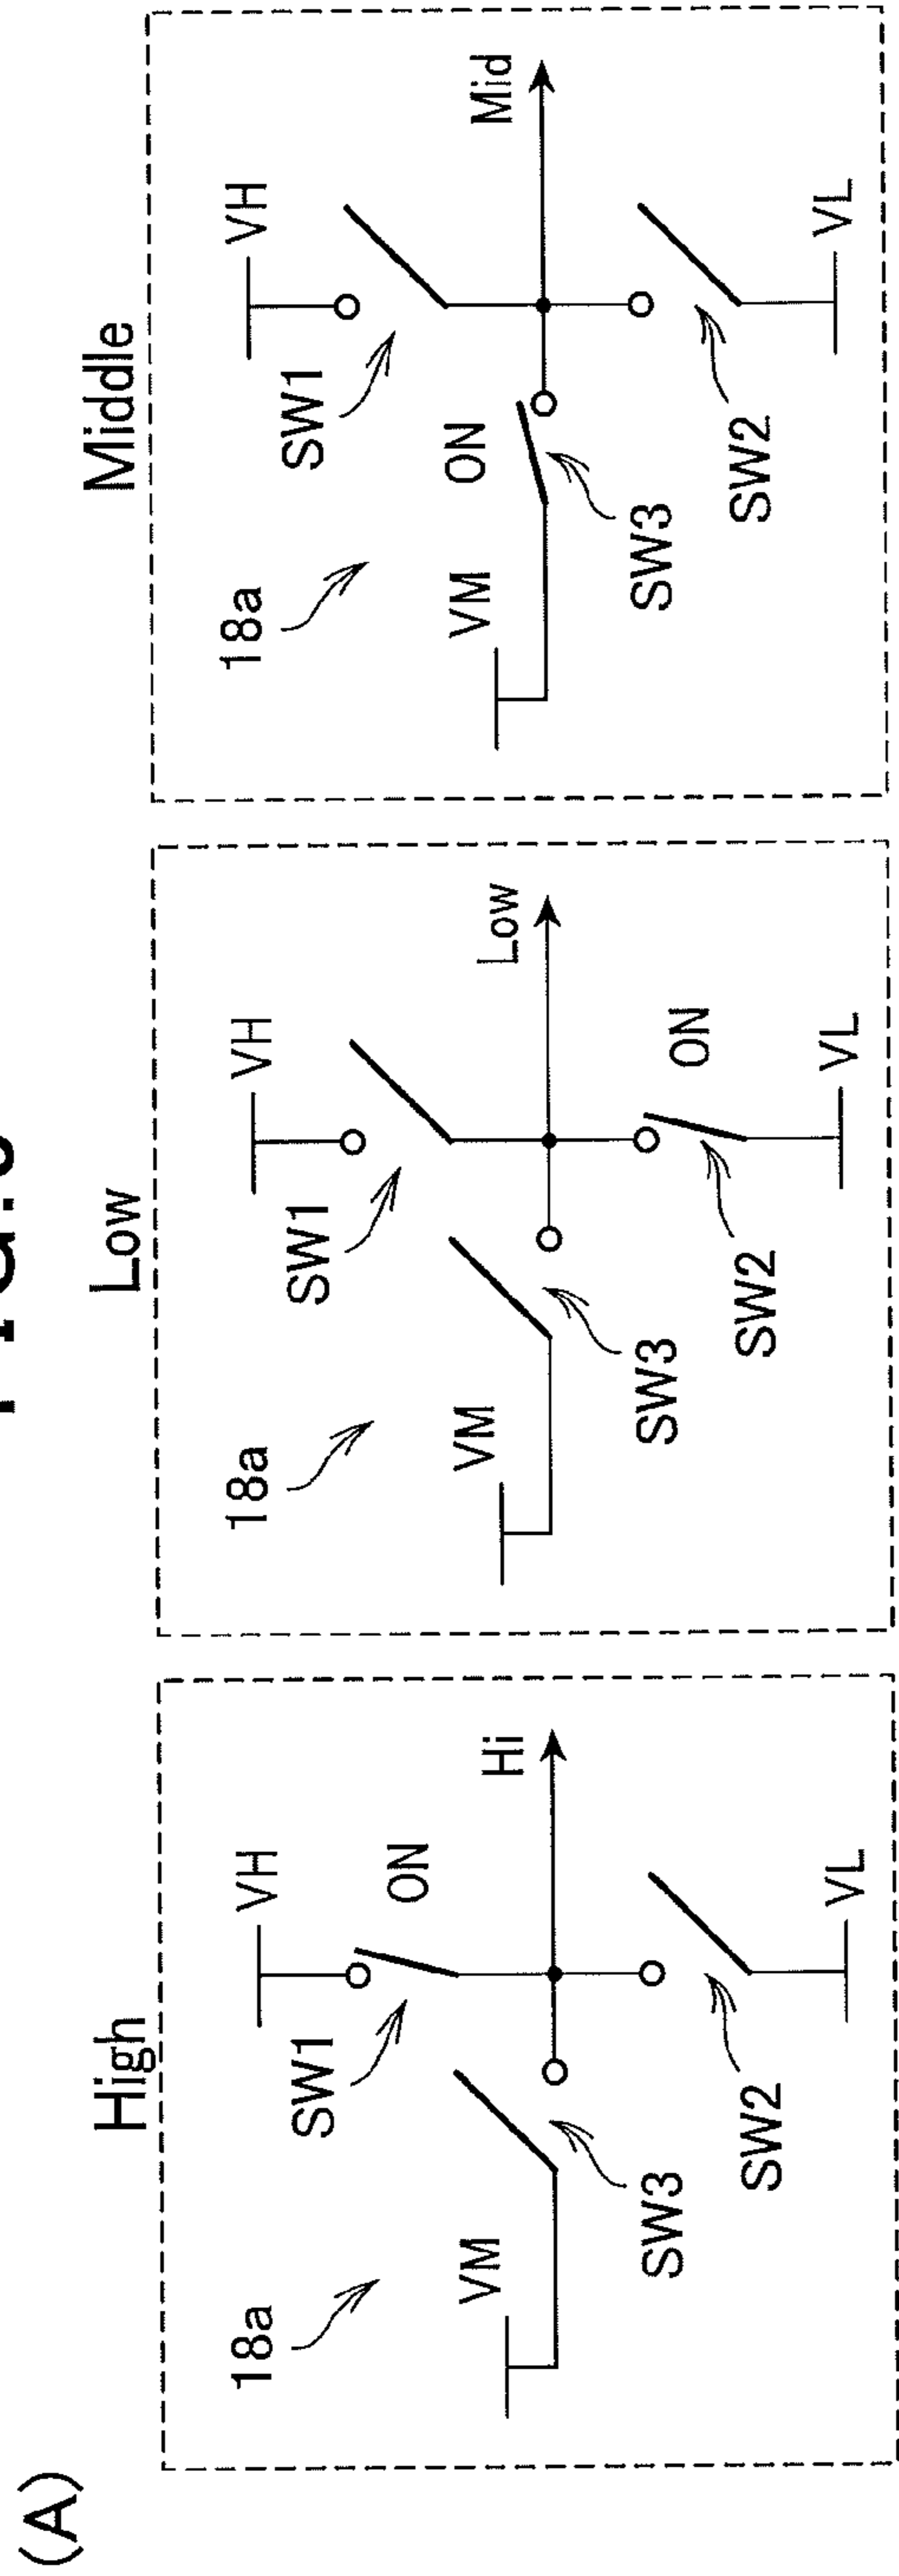 (A)
High
18a
VM
SW3
SW1
VH
ON
Hi
SW2
VL
Low
18a
VM
SW3
SW1
VH
Low
ON
SW2
VL
Middle
18a
VM
ON
SW3
SW1
VH
Mid
SW2
VL